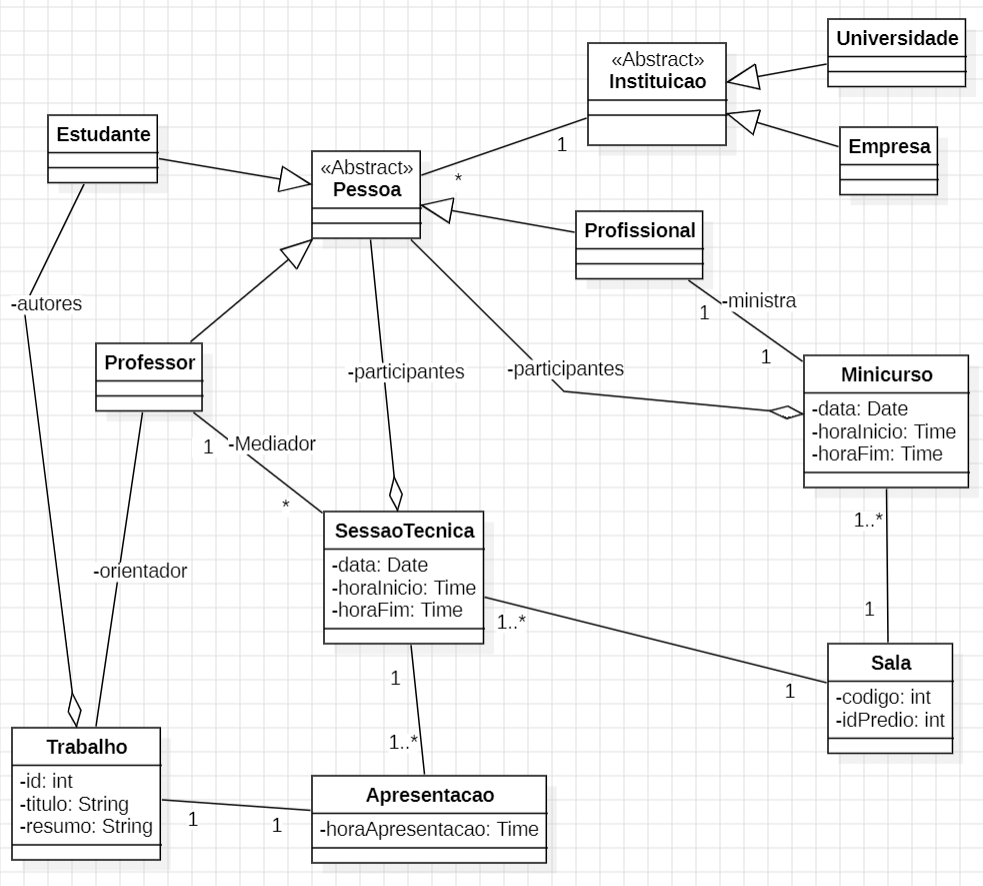 Universidade
«Abstract»
Instituicao
Estudante
Empresa
1
«Abstract»
Pessoa
*
Profissional
-autores
-ministra
1
1
Professor
-participantes
-participantes
Minicurso
-data: Date
-horaInicio: Time
-horaFim: Time
1
-Mediador
*
SessaoTecnica
-data: Date
-horaInicio: Time
-horaFim: Time
1..*
-orientador
1..*
1
1
1
Sala
-codigo: int
-idPredio: int
1..*
Trabalho
-id: int
-titulo: String
-resumo: String
1
1
Apresentacao
-horaApresentacao: Time